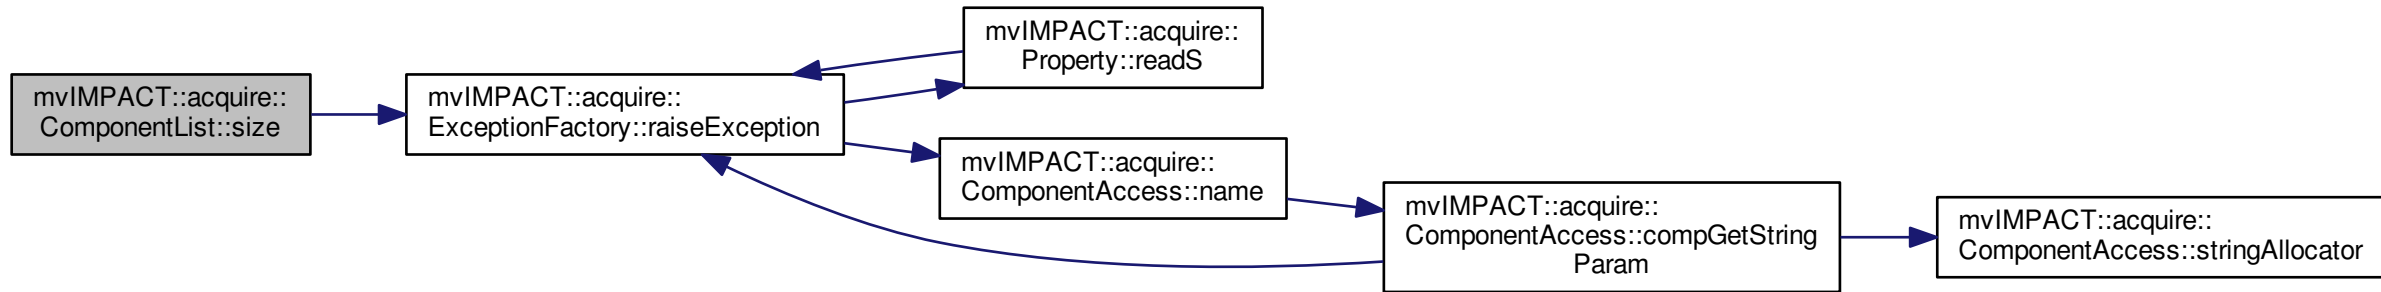 mvIMPACT::acquire::
ComponentList::size
mvIMPACT::acquire::
ExceptionFactory::raiseException
mvIMPACT::acquire::
Property::readS
mvIMPACT::acquire::
ComponentAccess::name
mvIMPACT::acquire::
ComponentAccess::compGetString
Param
mvIMPACT::acquire::
ComponentAccess::stringAllocator